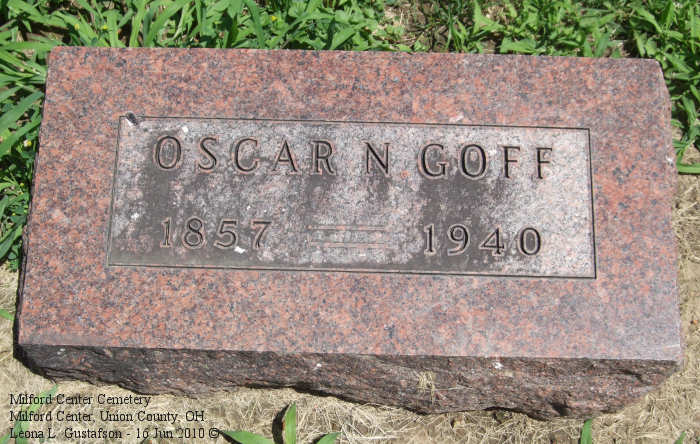 OSCAR N GOFF
1857 1940
Milford Center Cemetery
Milford Center, Union County, OH
Leona L. Gustafson - 16 Jun 2010 ©